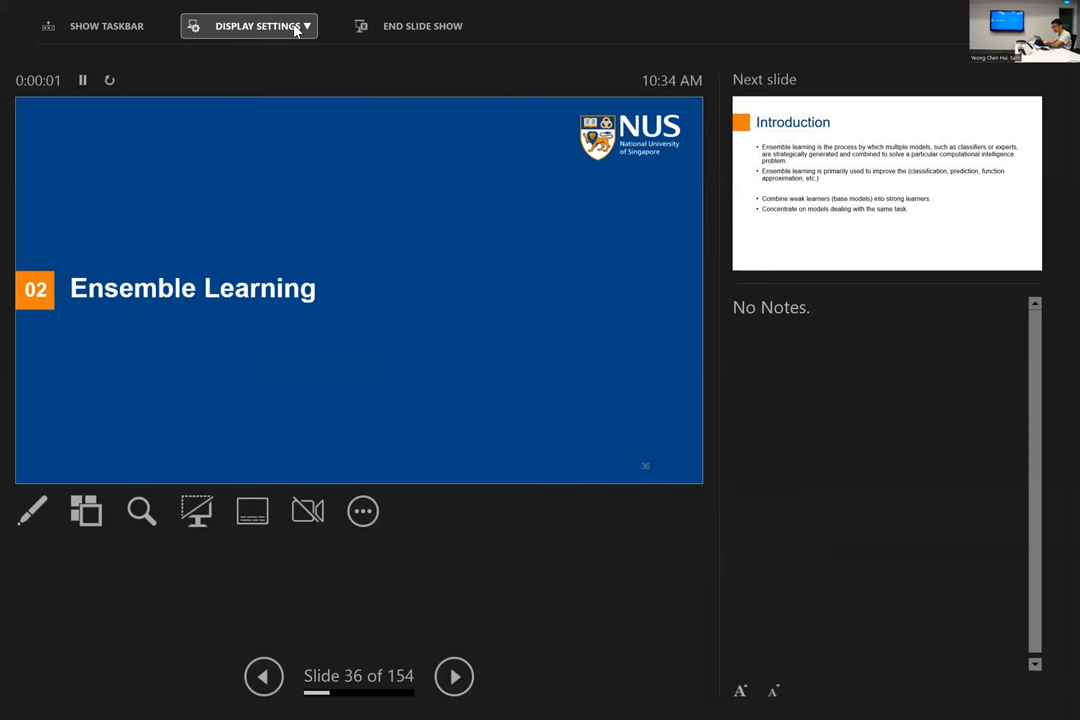 SHOW TASKBAR
DISPLAY SETTINGS ▼
END SLIDE SHOW
0:00:01
10:34 AM
NUS
National University
of Singapore
02
Ensemble Learning
36
Slide 36 of 154
Yeong Chen Hui, Sam
Next slide
Introduction
• Ensemble learning is the process by which multiple models, such as classifiers or experts,
are strategically generated and combined to solve a particular computational intelligence
problem.
• Ensemble learning is primarily used to improve the (classification, prediction, function
approximation, etc.)
• Combine weak learners (base models) into strong learners.
• Concentrate on models dealing with the same task.
No Notes.
A A